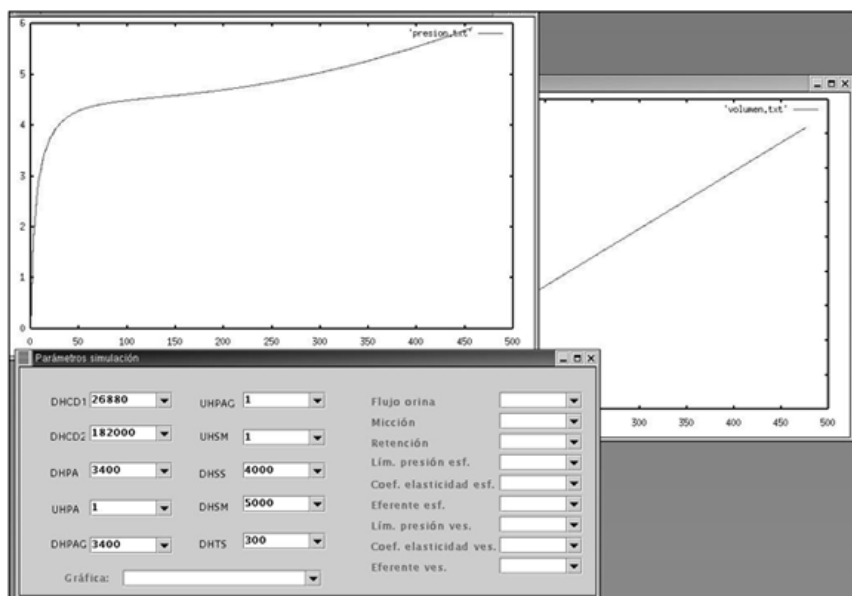 6
'presion.txt'
5
4
3
2
1
0
0 50 100 150 200 250 300 350 400 450 500
'volumen.txt'
300 350 400 450 500
Parámetros simulación
DHCD1 26880
DHCD2 182000
DHPA 3400
UHPA 1
DHPAG 3400
UHPAG 1
UHSM 1
DHSS 4000
DHSM 5000
DHTS 300
Gráfica:
Flujo orina
Micción
Retención
Lím. presión esf.
Coef. elasticidad esf.
Eferente esf.
Lím. presión ves.
Coef. elasticidad ves.
Eferente ves.